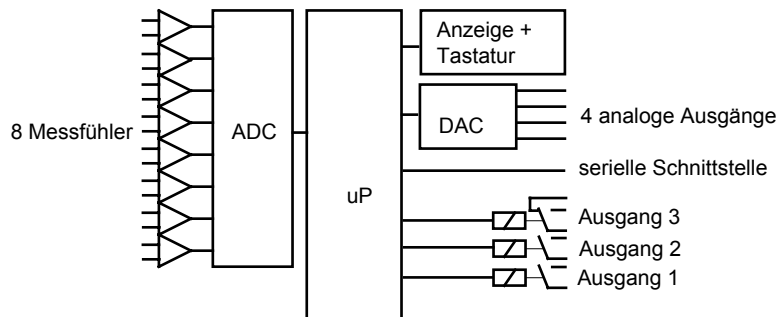 8 Messfühler
ADC
uP
Anzeige +
Tastatur
DAC
4 analoge Ausgänge
serielle Schnittstelle
Ausgang 3
Ausgang 2
Ausgang 1